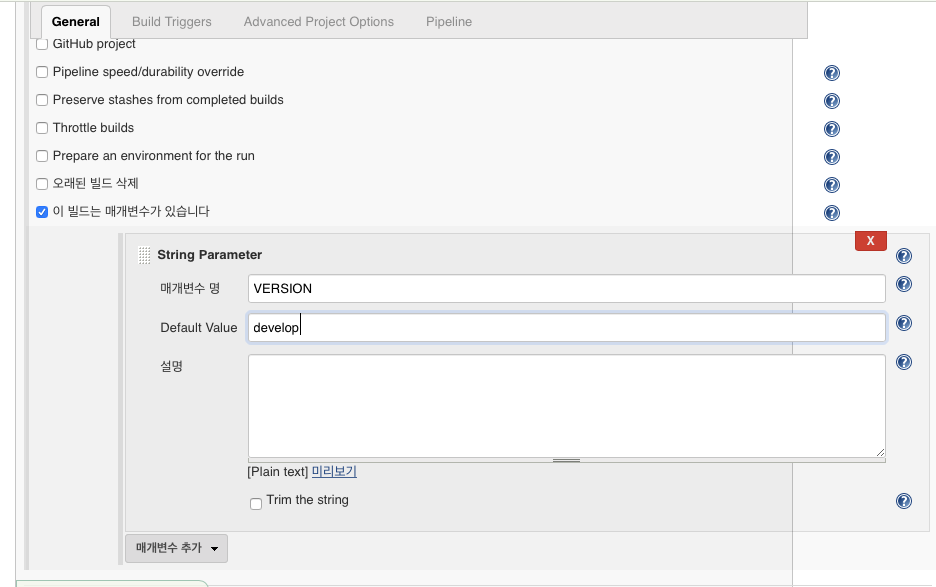 General Build Triggers Advanced Project Options Pipeline
GitHub project
Pipeline speed/durability override
Preserve stashes from completed builds
Throttle builds
Prepare an environment for the run
오래된 빌드 삭제
이 빌드는 매개변수가 있습니다
X
String Parameter
매개변수 명 VERSION
Default Value develop
설명
[Plain text] 미리보기
Trim the string
매개변수 추가